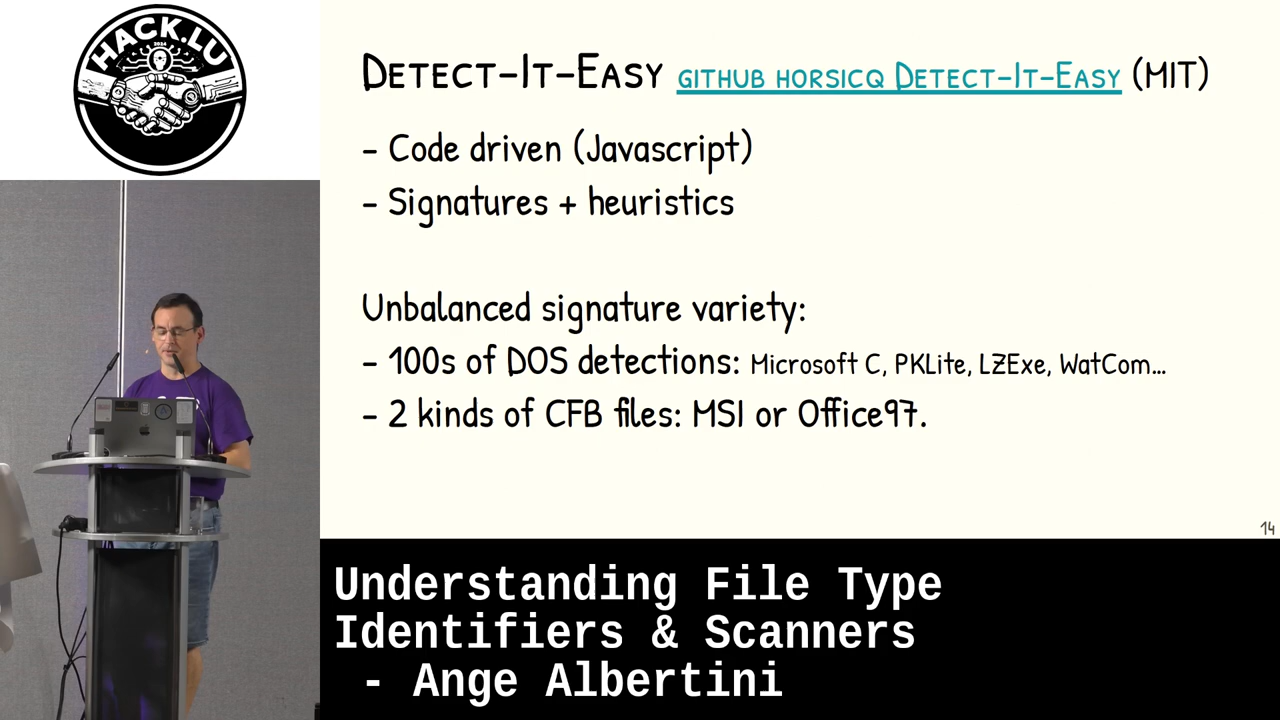 HACK.LU
2024
Detect-It-Easy github horsicq Detect-It-Easy (MIT)
- Code driven (Javascript)
- Signatures + heuristics
Unbalanced signature variety:
- 100s of DOS detections: Microsoft C, PKLite, LZExe, WatCom...
- 2 kinds of CFB files: MSI or Office97.
14
Understanding File Type
Identifiers & Scanners
- Ange Albertini